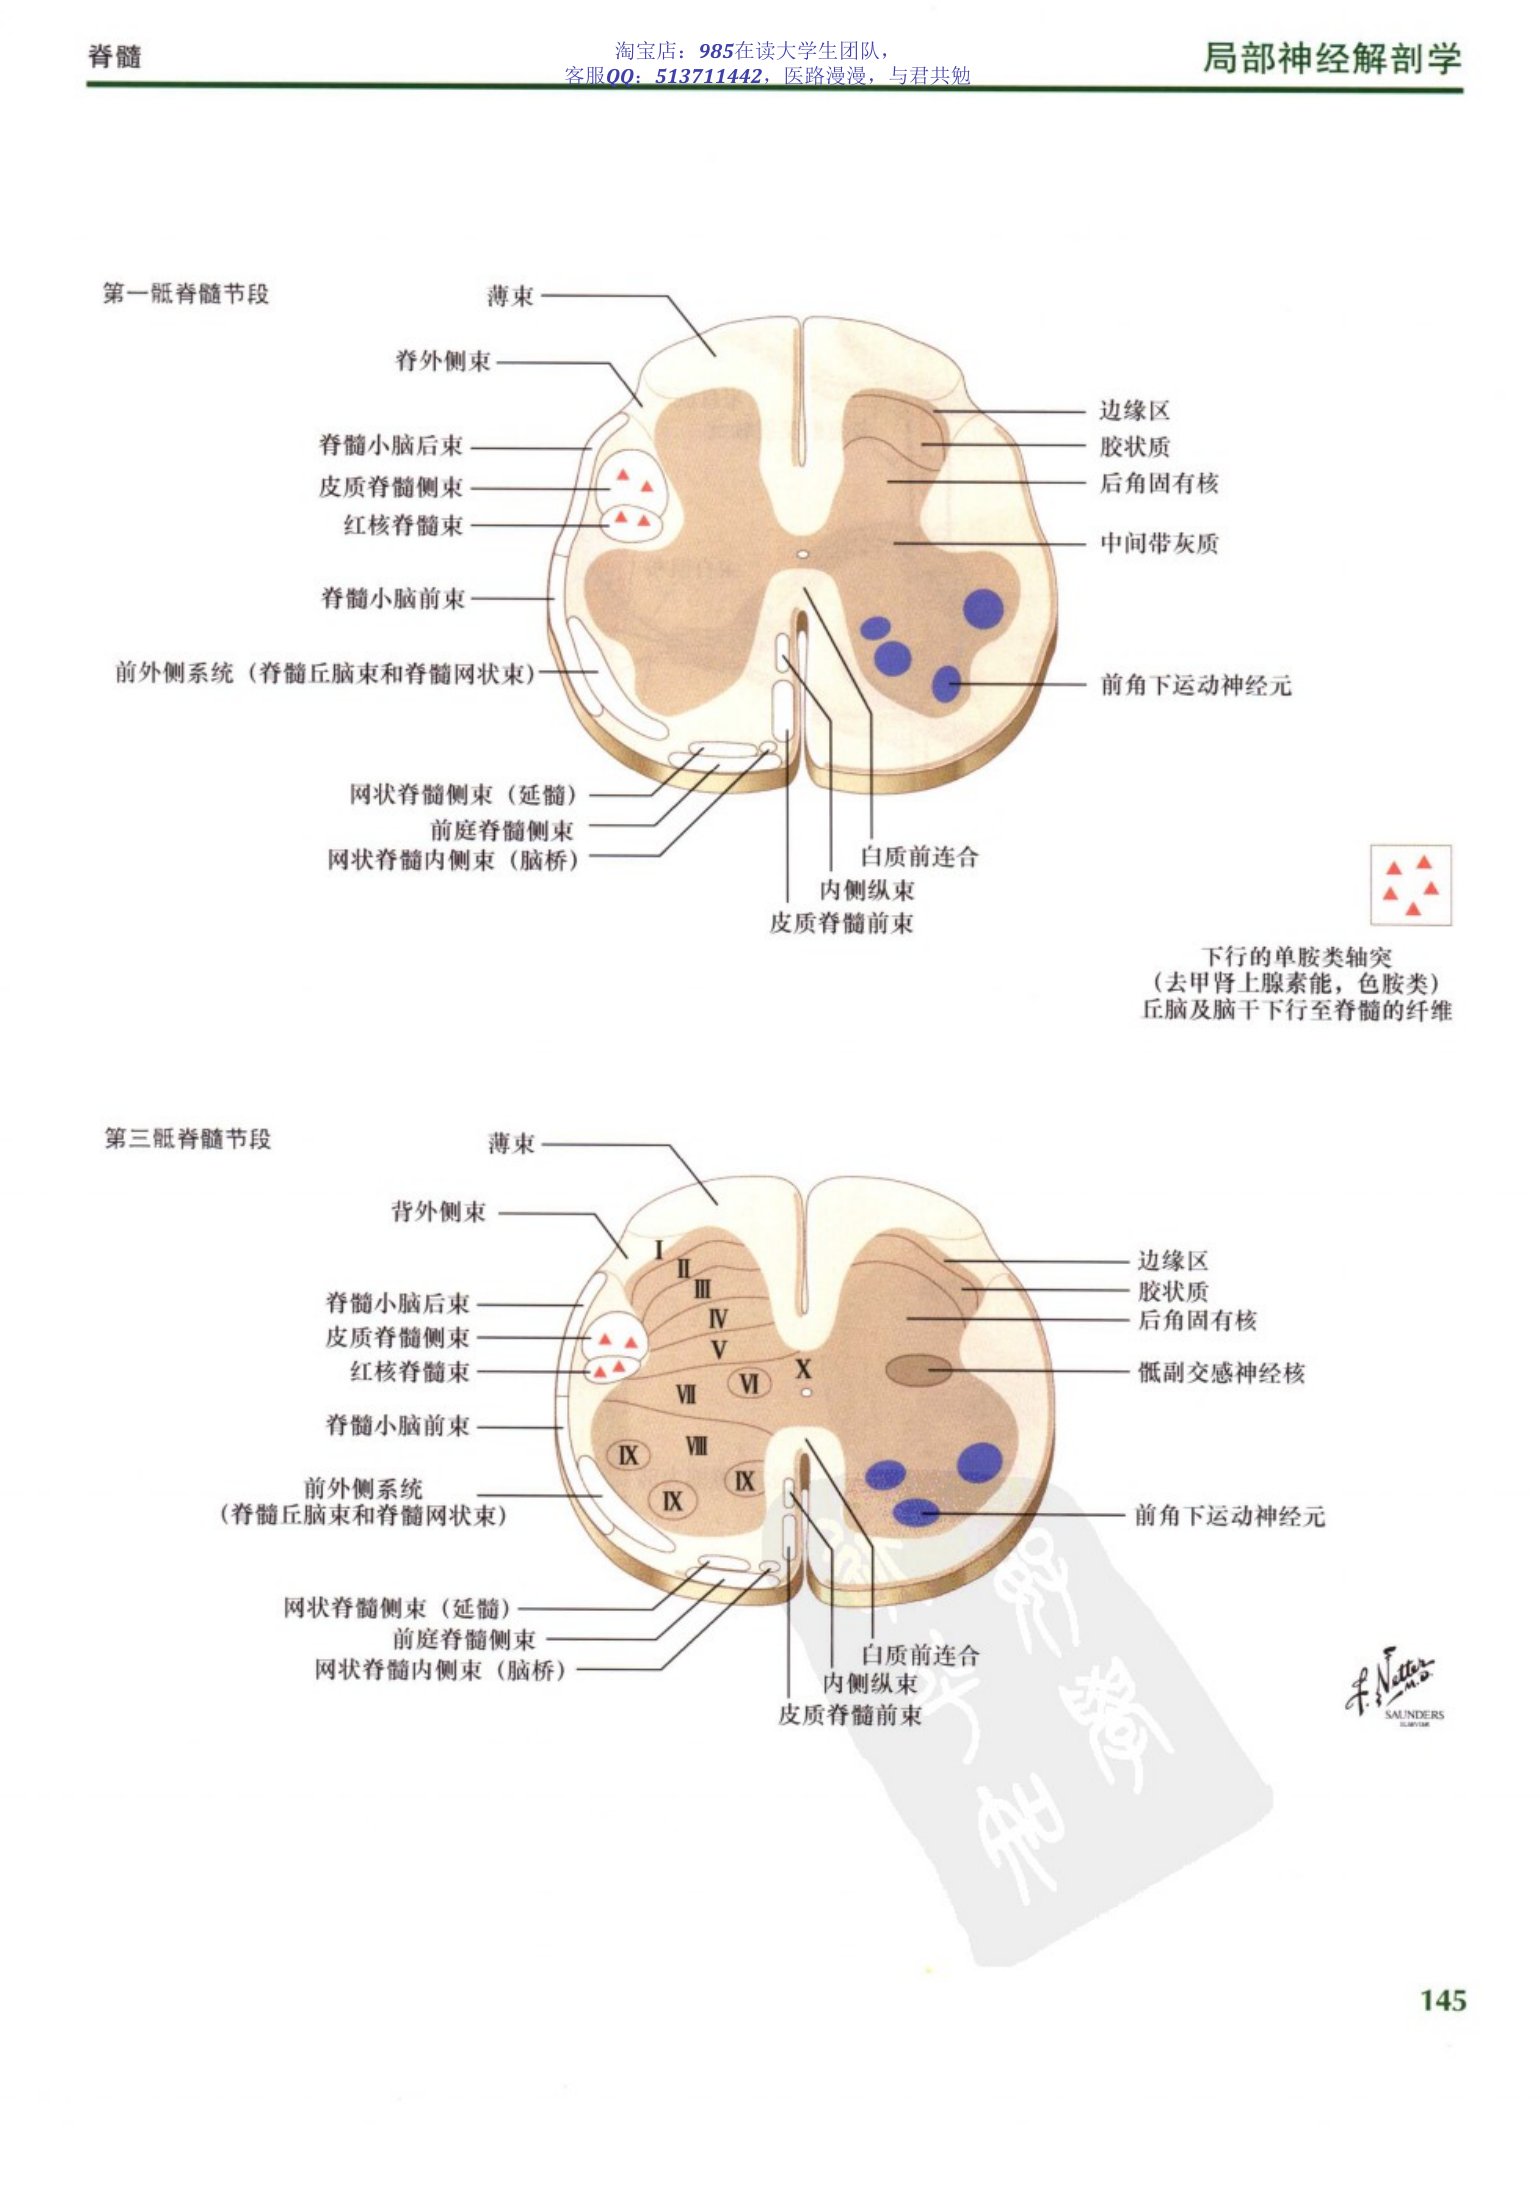 脊髓
淘宝店：985在读大学生团队，
客服QQ：513711442，医路漫漫，与君共勉
局部神经解剖学
第一骶脊髓节段
薄束
脊外侧束
脊髓小脑后束
皮质脊髓侧束
红核脊髓束
脊髓小脑前束
前外侧系统（脊髓丘脑束和脊髓网状束）
网状脊髓侧束（延髓）
前庭脊髓侧束
网状脊髓内侧束（脑桥）
边缘区
胶状质
后角固有核
中间带灰质
前角下运动神经元
白质前连合
内侧纵束
皮质脊髓前束
下行的单胺类轴突
（去甲肾上腺素能，色胺类）
丘脑及脑干下行至脊髓的纤维
第三骶脊髓节段
薄束
背外侧束
脊髓小脑后束
皮质脊髓侧束
红核脊髓束
脊髓小脑前束
前外侧系统
（脊髓丘脑束和脊髓网状束）
网状脊髓侧束（延髓）
前庭脊髓侧束
网状脊髓内侧束（脑桥）
I
II
III
IV
V
VI
X
VII
VIII
IX
IX
IX
边缘区
胶状质
后角固有核
骶副交感神经核
前角下运动神经元
白质前连合
内侧纵束
皮质脊髓前束
F. Netter
M.D.
SAUNDERS
ELSEVIER
145